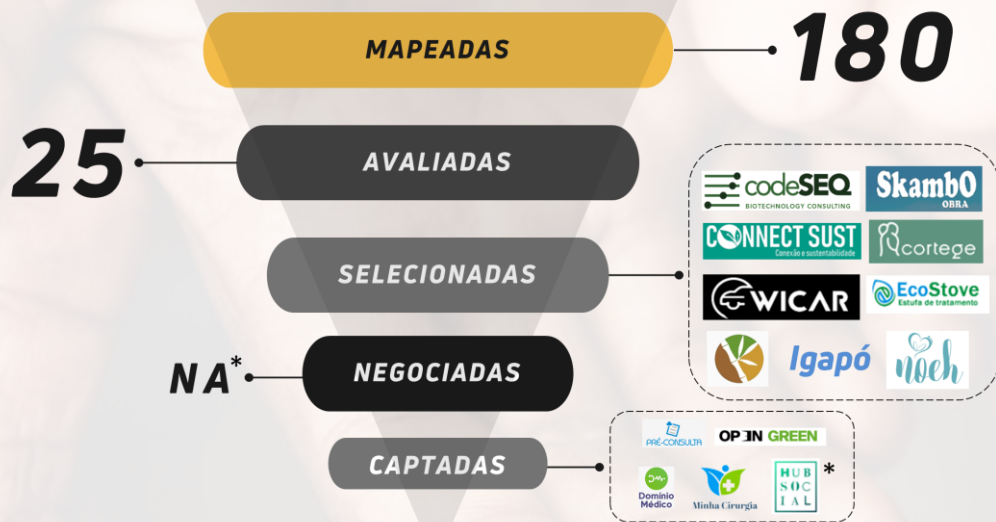 MAPEADAS
180
25
AVALIADAS
codeSEQ
BIOTECHNOLOGY CONSULTING
SkambO
OBRA
CONNECT SUST
Conexão e sustentabilidade
cortege
SELECIONADAS
WICAR
EcoStove
Estufa de tratamento
Igapó
noeh
NA*
NEGOCIADAS
CAPTADAS
PRÉ-CONSULTA
OPEN GREEN
Domínio
Médico
Minha Cirurgia
HUB
SOC
IAL
*